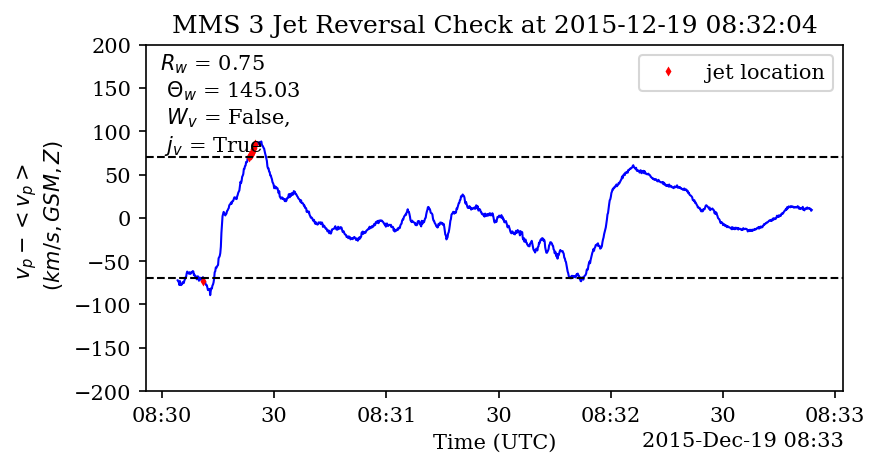 MMS 3 Jet Reversal Check at 2015-12-19 08:32:04
200
150
100
50
0
−50
−100
−150
−200
v_p − < v_p >
(km/s, GSM, Z)
R_w = 0.75
Θ_w = 145.03
W_v = False,
j_v = True
jet location
08:30 30 08:31 30 08:32 30 08:33
Time (UTC)
2015-Dec-19 08:33